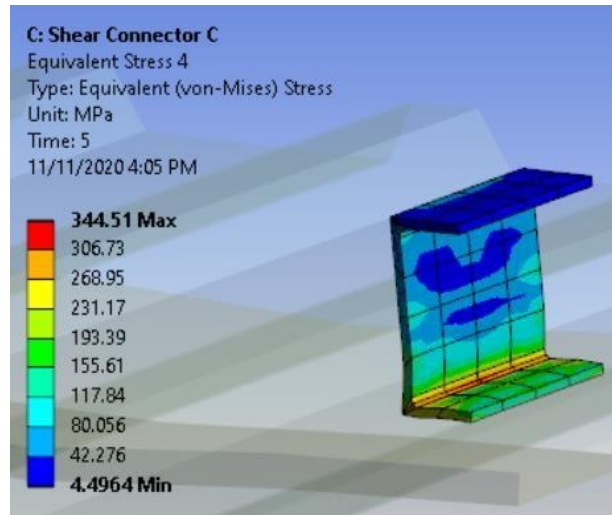 C: Shear Connector C
Equivalent Stress 4
Type: Equivalent (von-Mises) Stress
Unit: MPa
Time: 5
11/11/2020 4:05 PM
344.51 Max
306.73
268.95
231.17
193.39
155.61
117.84
80.056
42.276
4.4964 Min